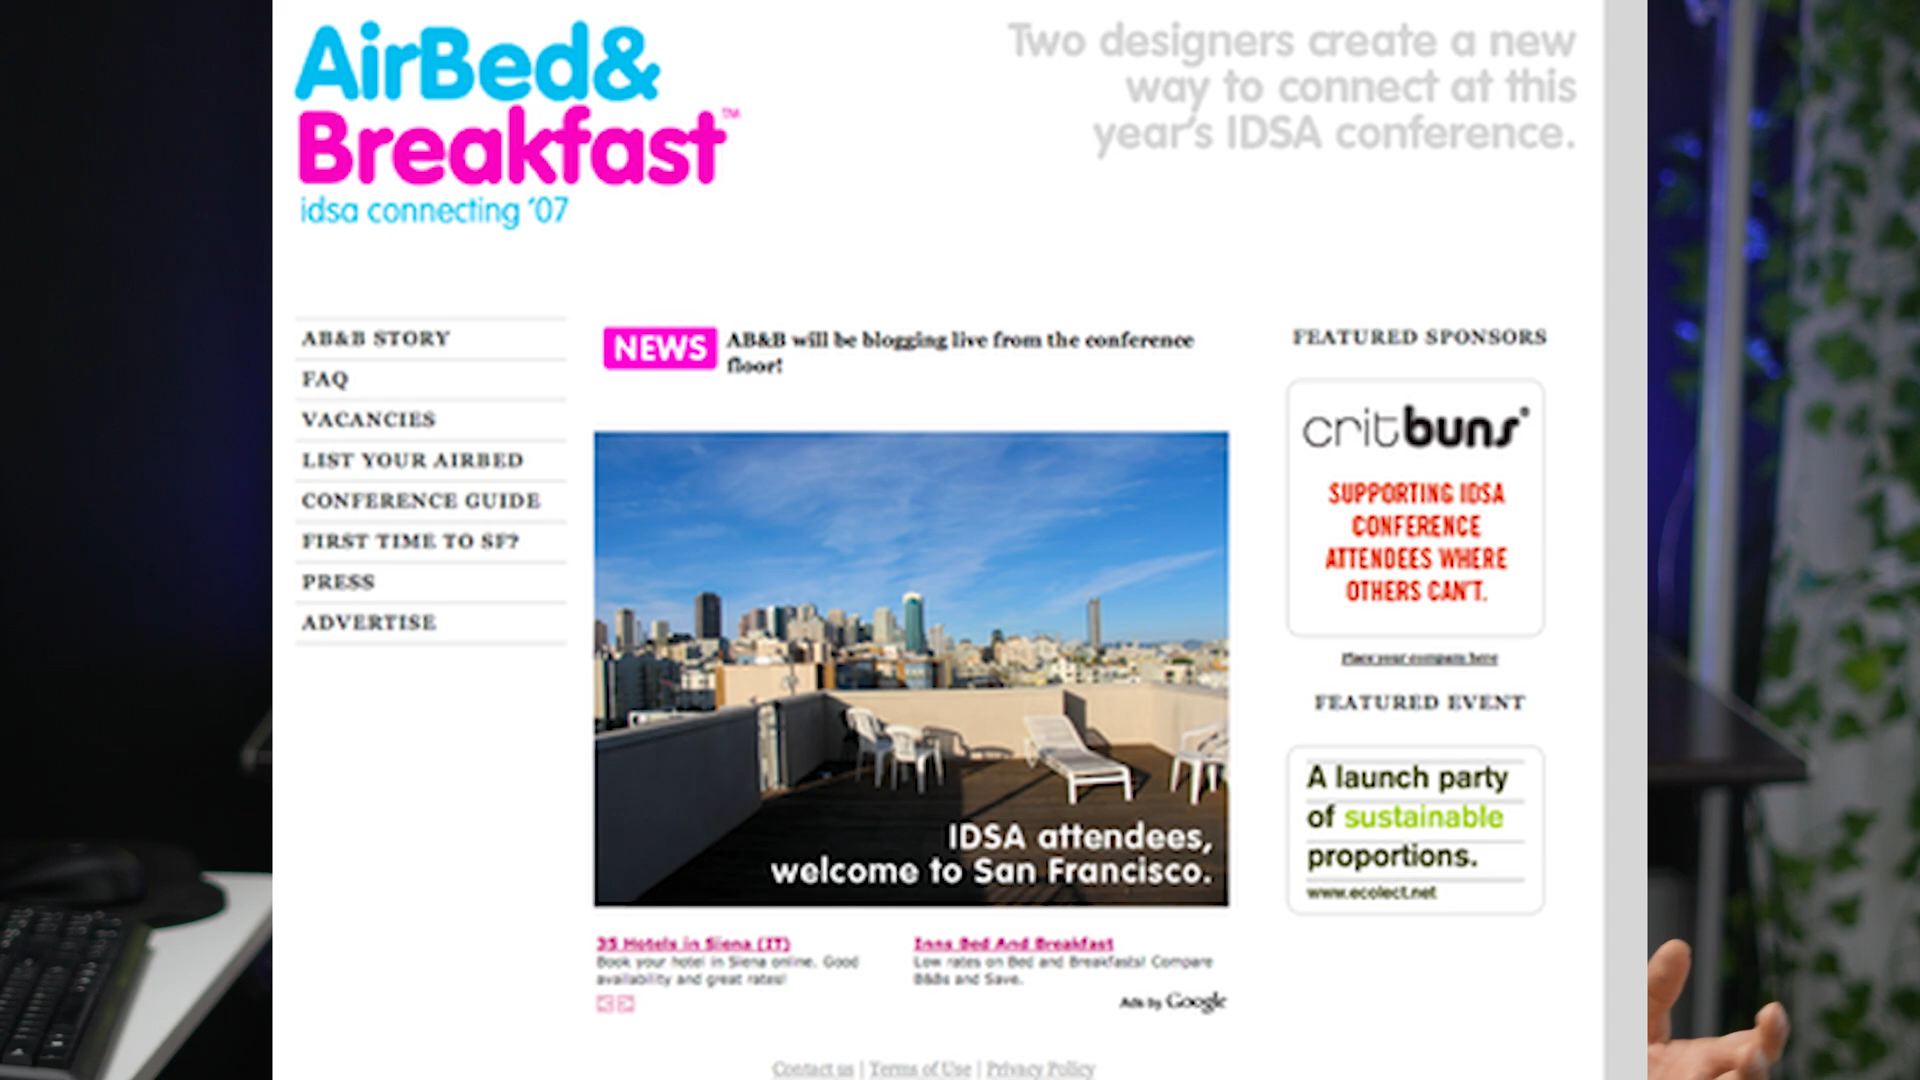 AirBed&
Breakfast™
idsa connecting '07
Two designers create a new
way to connect at this
year's IDSA conference.
AB&B STORY
FAQ
VACANCIES
LIST YOUR AIRBED
CONFERENCE GUIDE
FIRST TIME TO SF?
PRESS
ADVERTISE
NEWS
AB&B will be blogging live from the conference
floor!
IDSA attendees,
welcome to San Francisco.
35 Hotels in Siena (IT)
Book your hotel in Siena online. Good
availability and great rates!
Inns Bed And Breakfast
Low rates on Bed and Breakfasts! Compare
B&Bs and Save.
Ads by Google
FEATURED SPONSORS
critbuns®
SUPPORTING IDSA
CONFERENCE
ATTENDEES WHERE
OTHERS CAN'T.
Place your company here
FEATURED EVENT
A launch party
of sustainable
proportions.
www.ecolect.net
Contact us | Terms of Use | Privacy Policy